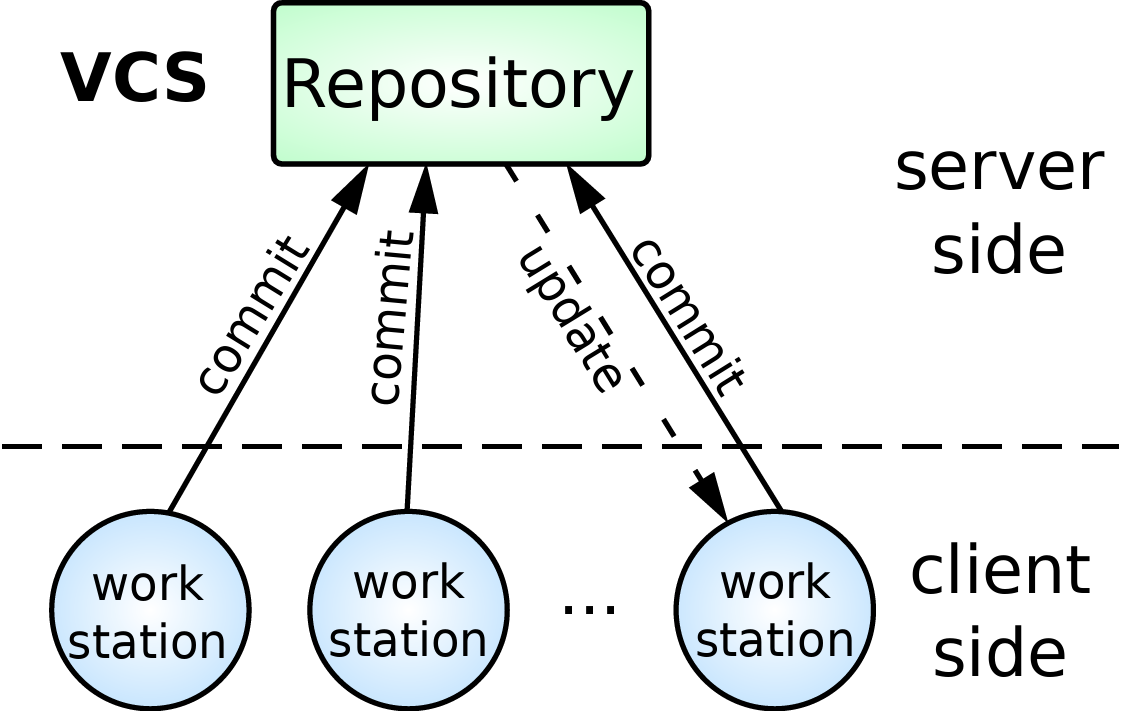 VCS
Repository
server
side
commit
commit
update
commit
work
station
work
station
...
work
station
client
side